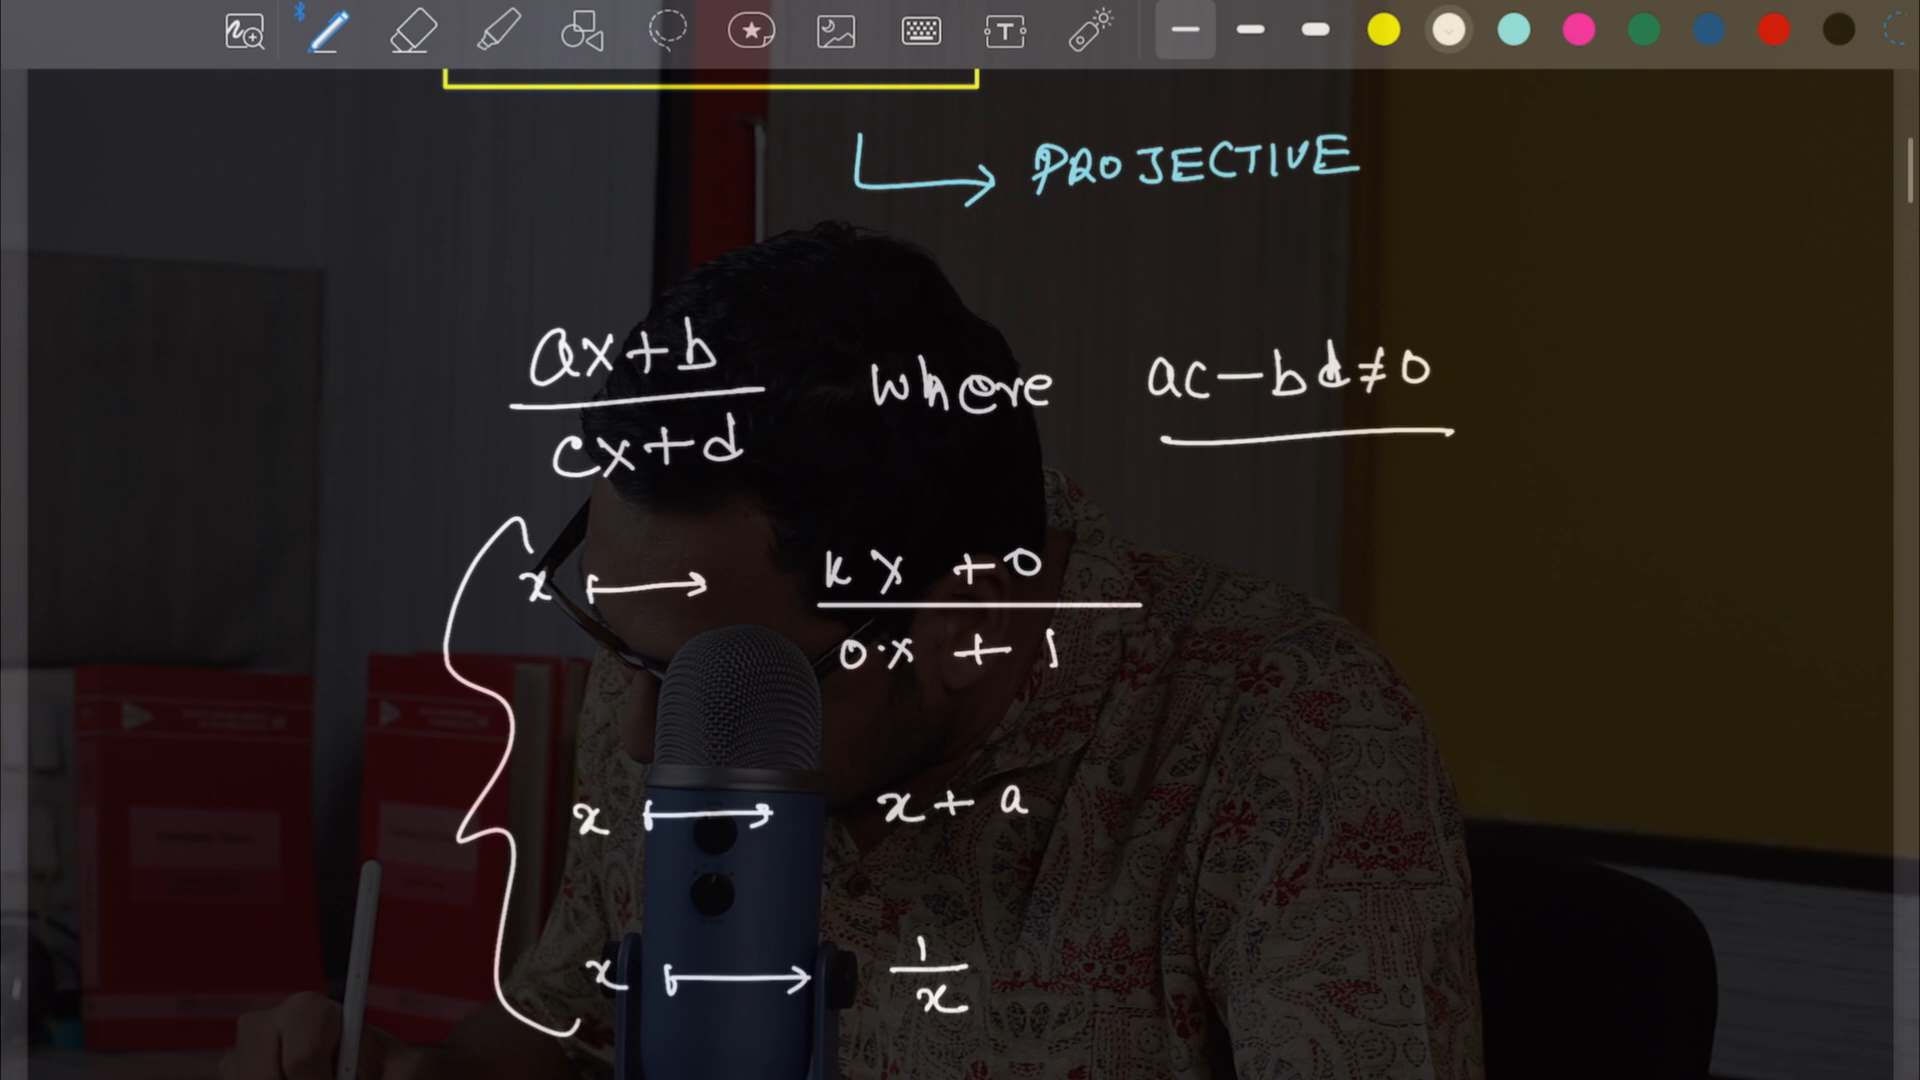 PROJECTIVE
ax+b
cx+d
where ac-bd≠0
x ↦ kx +0
0·x + 1
x ↦ x + a
x ↦ 1
x